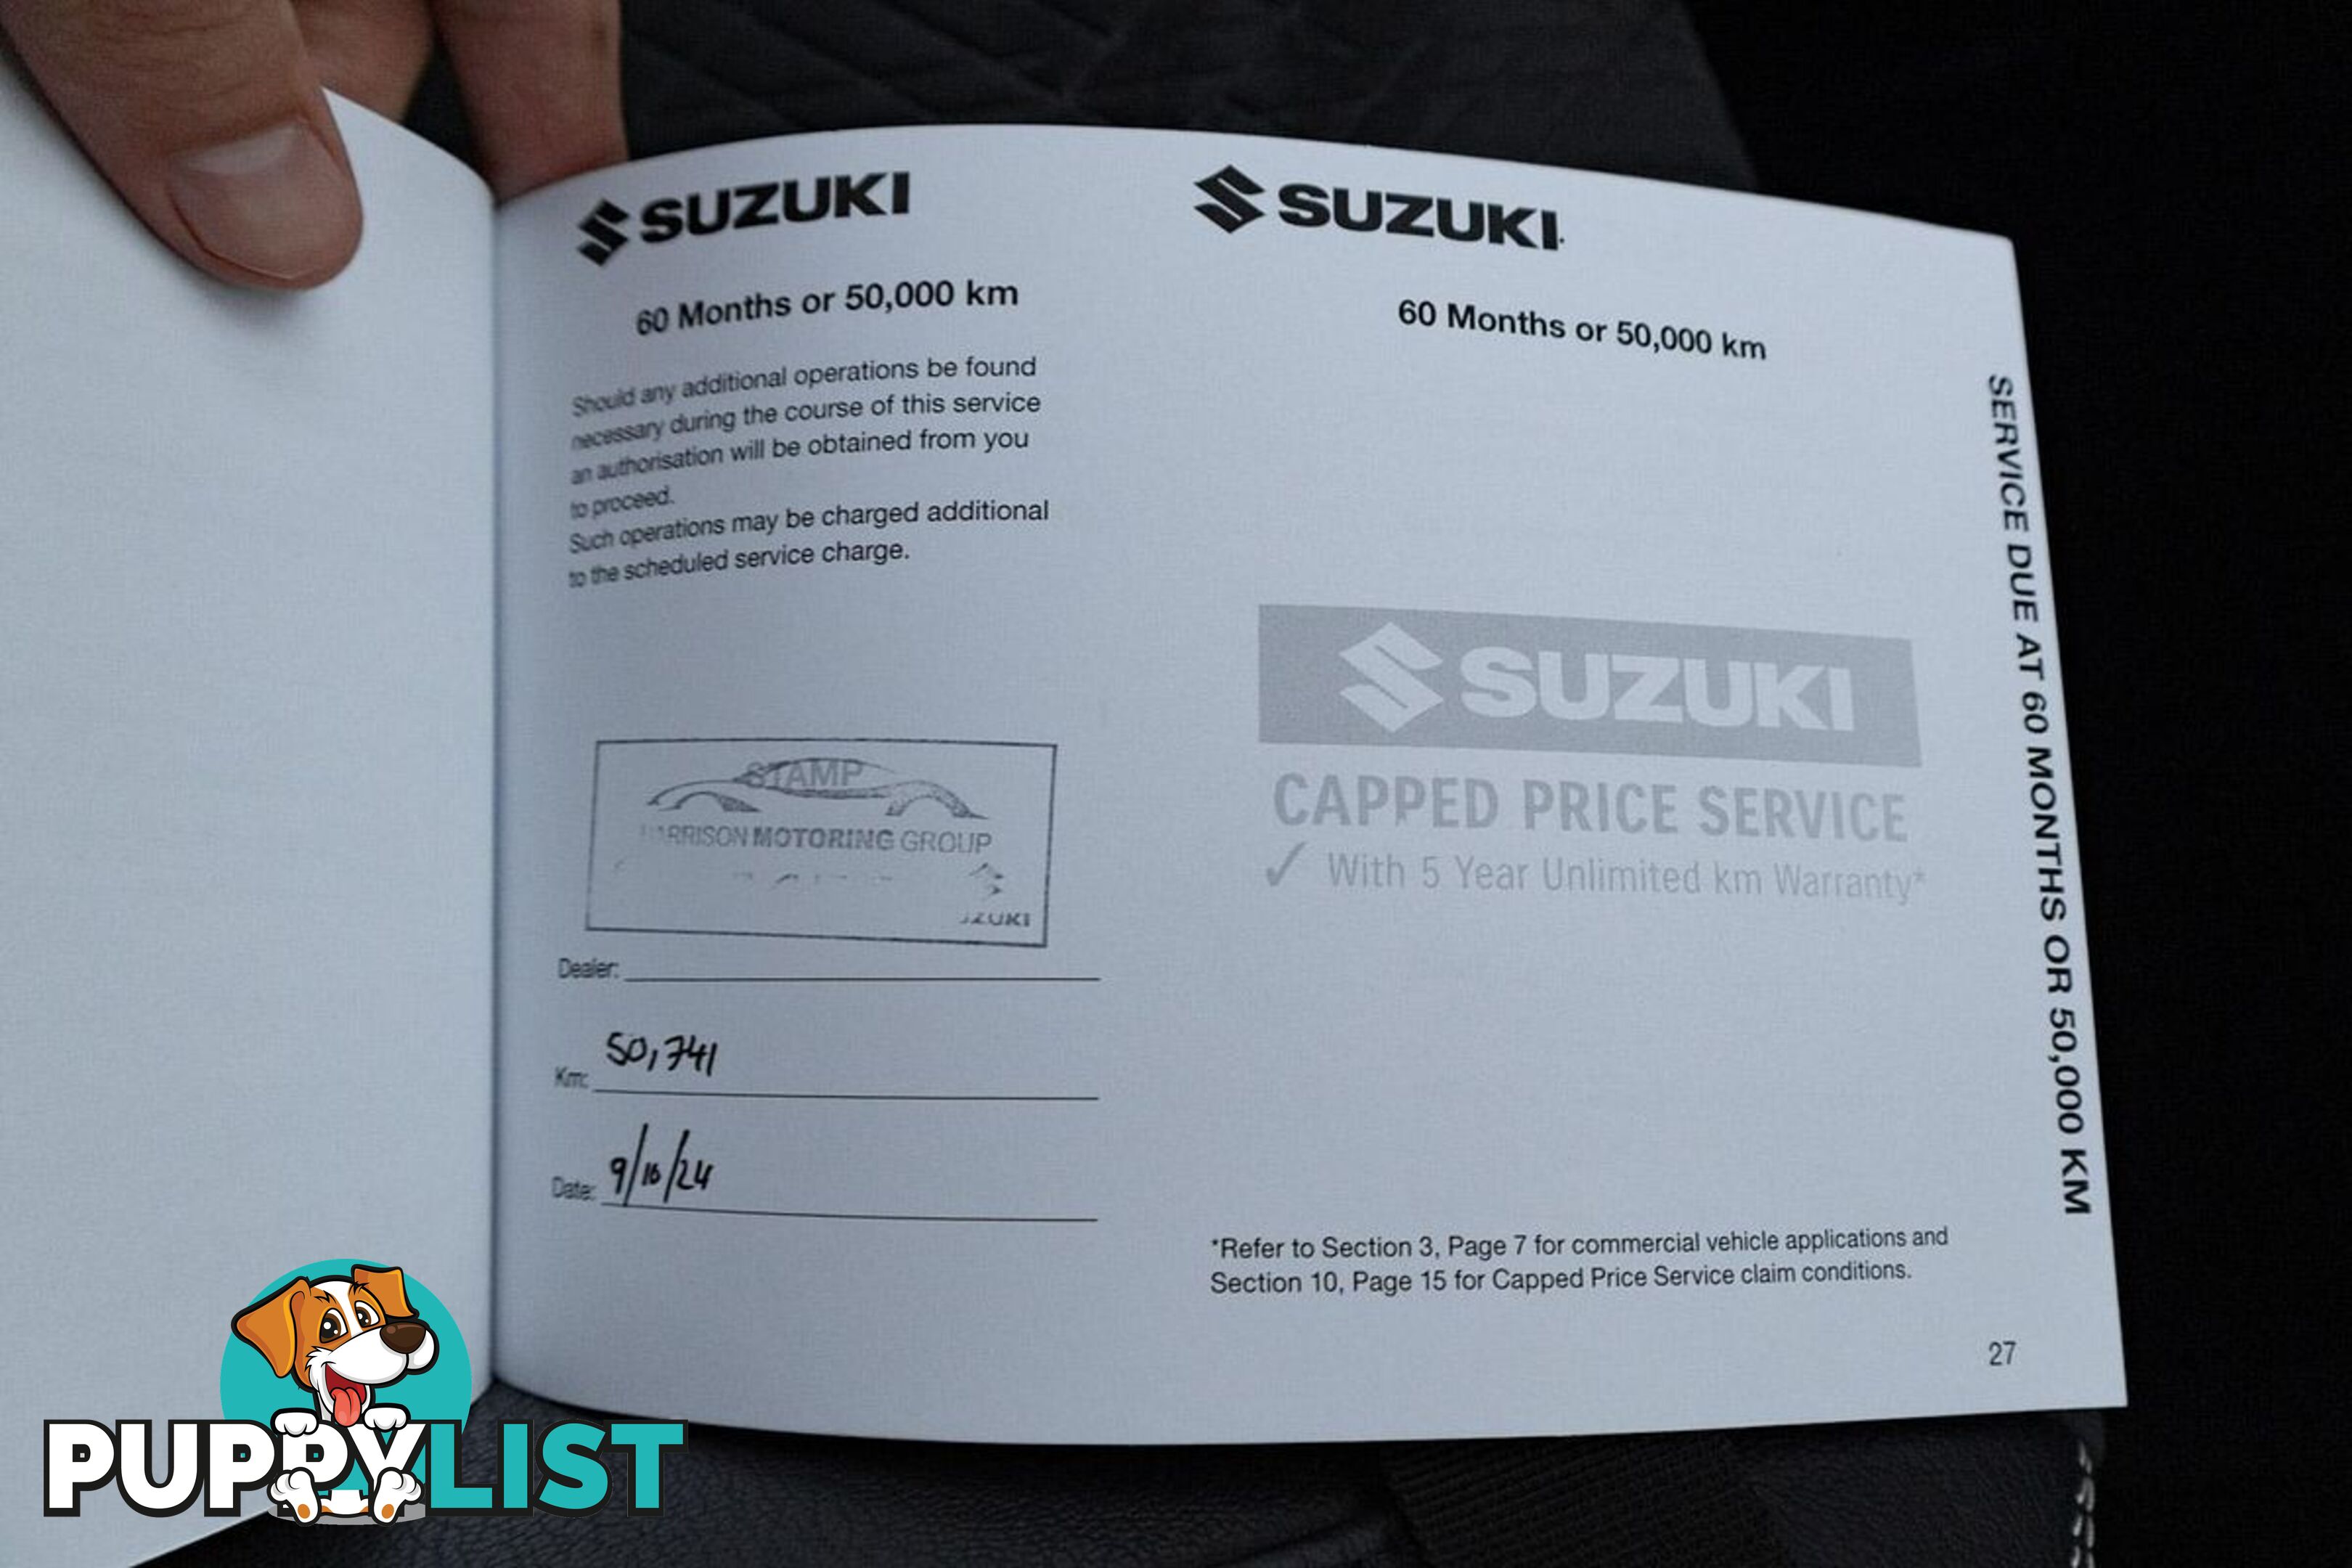 SUZUKI
60 Months or 50,000 km
Should any additional operations be found
necessary during the course of this service
an authorisation will be obtained from you
to proceed.
Such operations may be charged additional
to the scheduled service charge.
STAMP
HARRISON MOTORING GROUP
SUZUKI
Dealer:
Km: 50,741
Date: 9/10/24
SUZUKI
60 Months or 50,000 km
SUZUKI
CAPPED PRICE SERVICE
✓ With 5 Year Unlimited km Warranty*
*Refer to Section 3, Page 7 for commercial vehicle applications and
Section 10, Page 15 for Capped Price Service claim conditions.
27
SERVICE DUE AT 60 MONTHS OR 50,000 KM
PUPPYLIST